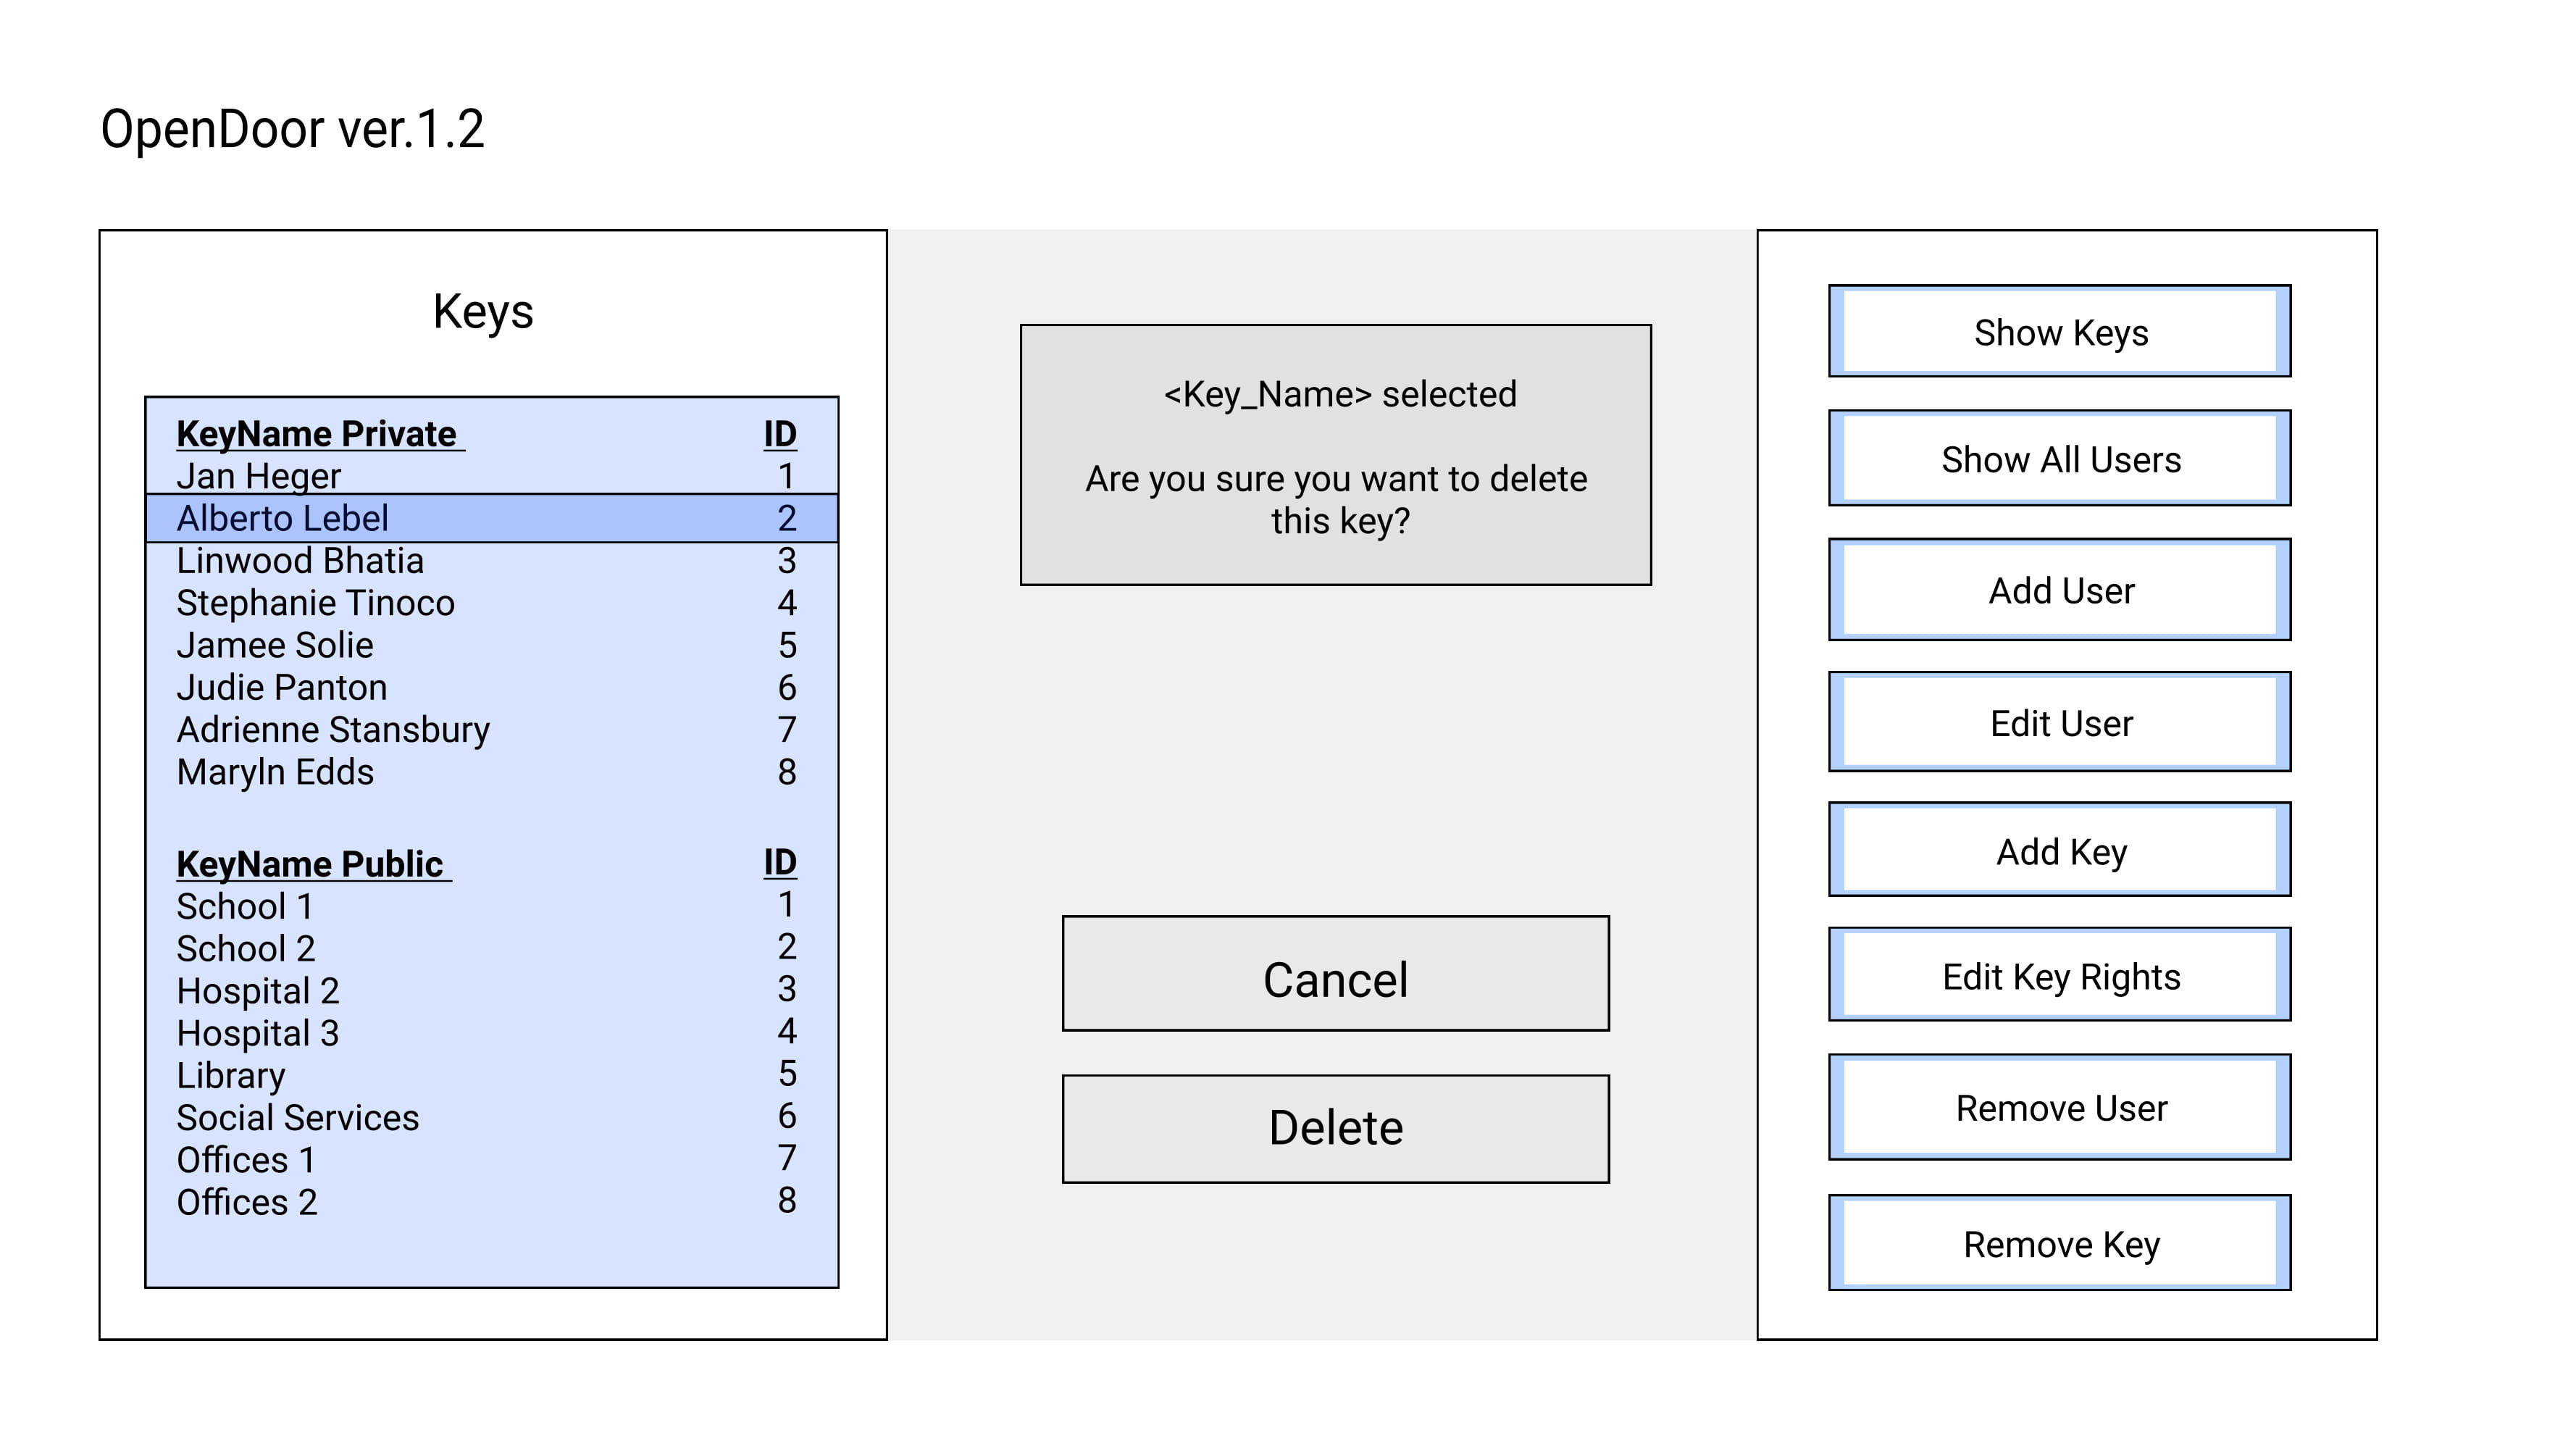 OpenDoor ver.1.2
Keys
KeyName Private ID
Jan Heger 1
Alberto Lebel 2
Linwood Bhatia 3
Stephanie Tinoco 4
Jamee Solie 5
Judie Panton 6
Adrienne Stansbury 7
Maryln Edds 8
KeyName Public ID
School 1 1
School 2 2
Hospital 2 3
Hospital 3 4
Library 5
Social Services 6
Offices 1 7
Offices 2 8
<Key_Name> selected
Are you sure you want to delete
this key?
Cancel
Delete
Show Keys
Show All Users
Add User
Edit User
Add Key
Edit Key Rights
Remove User
Remove Key